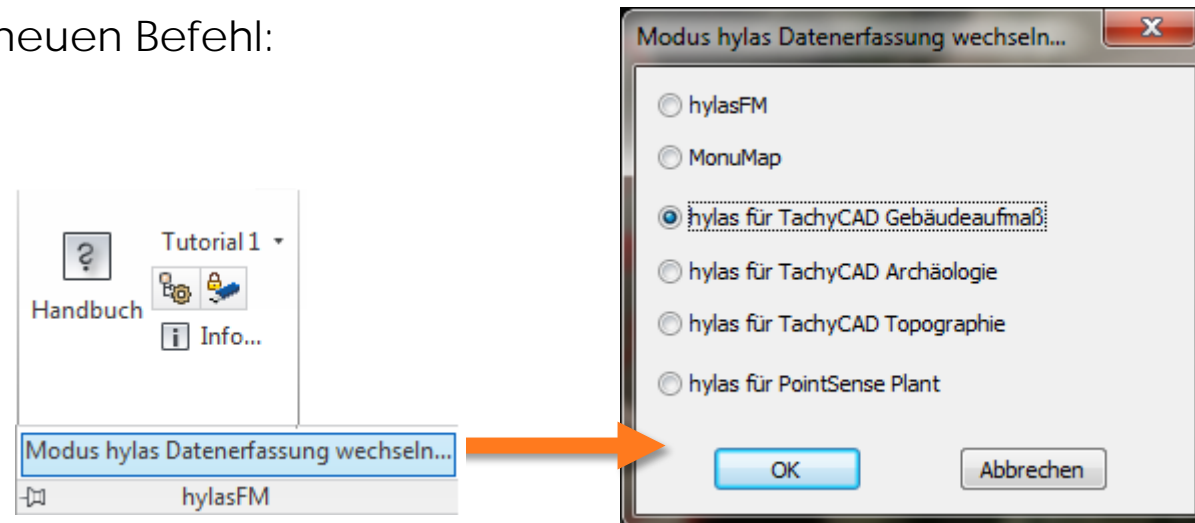 neuen Befehl:
Tutorial 1
Handbuch
Info...
Modus hylas Datenerfassung wechseln...
hylasFM
Modus hylas Datenerfassung wechseln...
hylasFM
MonuMap
hylas für TachyCAD Gebäudeaufmaß
hylas für TachyCAD Archäologie
hylas für TachyCAD Topographie
hylas für PointSense Plant
OK
Abbrechen